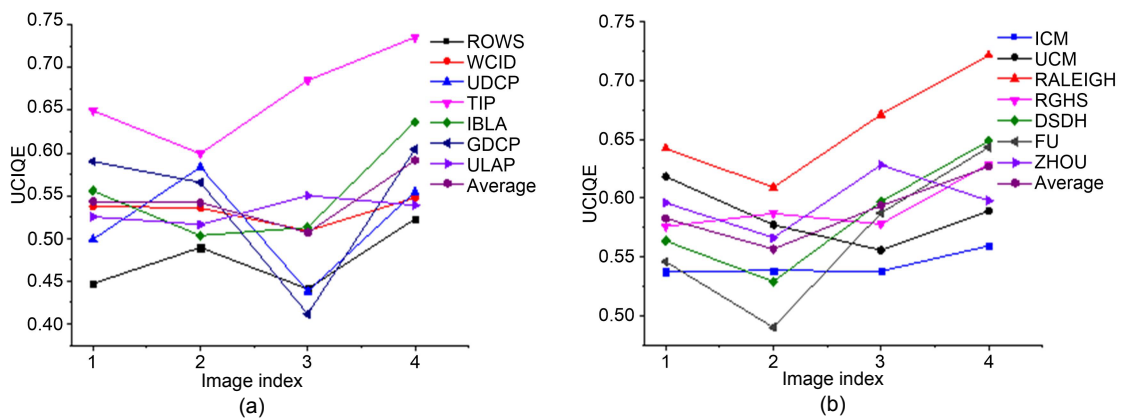 0.75
0.70
0.65
0.60
0.55
0.50
0.45
0.40
UCIQE
1 2 3 4
Image index
(a)
ROWS
WCID
UDCP
TIP
IBLA
GDCP
ULAP
Average
0.75
0.70
0.65
0.60
0.55
0.50
UCIQE
1 2 3 4
Image index
(b)
ICM
UCM
RALEIGH
RGHS
DSDH
FU
ZHOU
Average